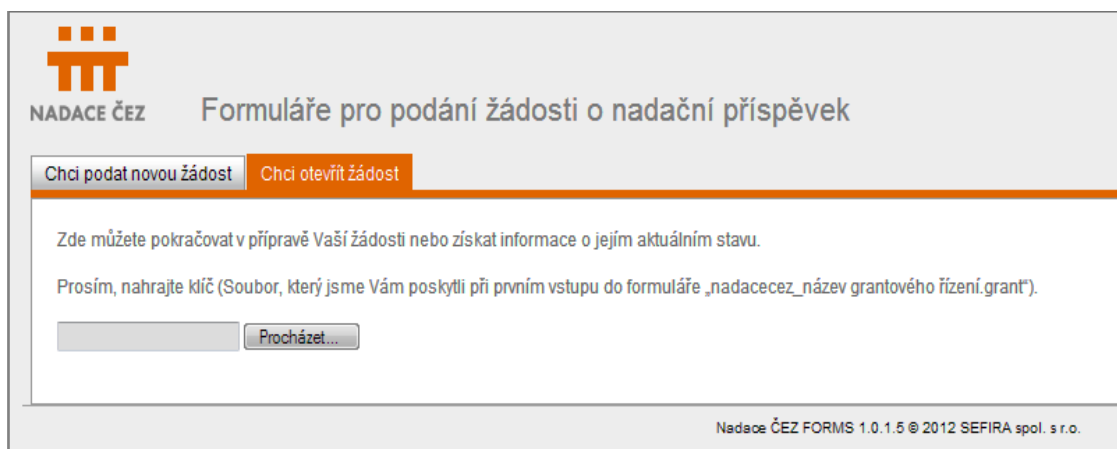 NADACE ČEZ
Formuláře pro podání žádosti o nadační příspěvek
Chci podat novou žádost
Chci otevřít žádost
Zde můžete pokračovat v přípravě Vaší žádosti nebo získat informace o jejím aktuálním stavu.
Prosím, nahrajte klíč (Soubor, který jsme Vám poskytli při prvním vstupu do formuláře „nadacecez_název grantového řízení.grant“).
Procházet...
Nadace ČEZ FORMS 1.0.1.5 © 2012 SEFIRA spol. s r.o.